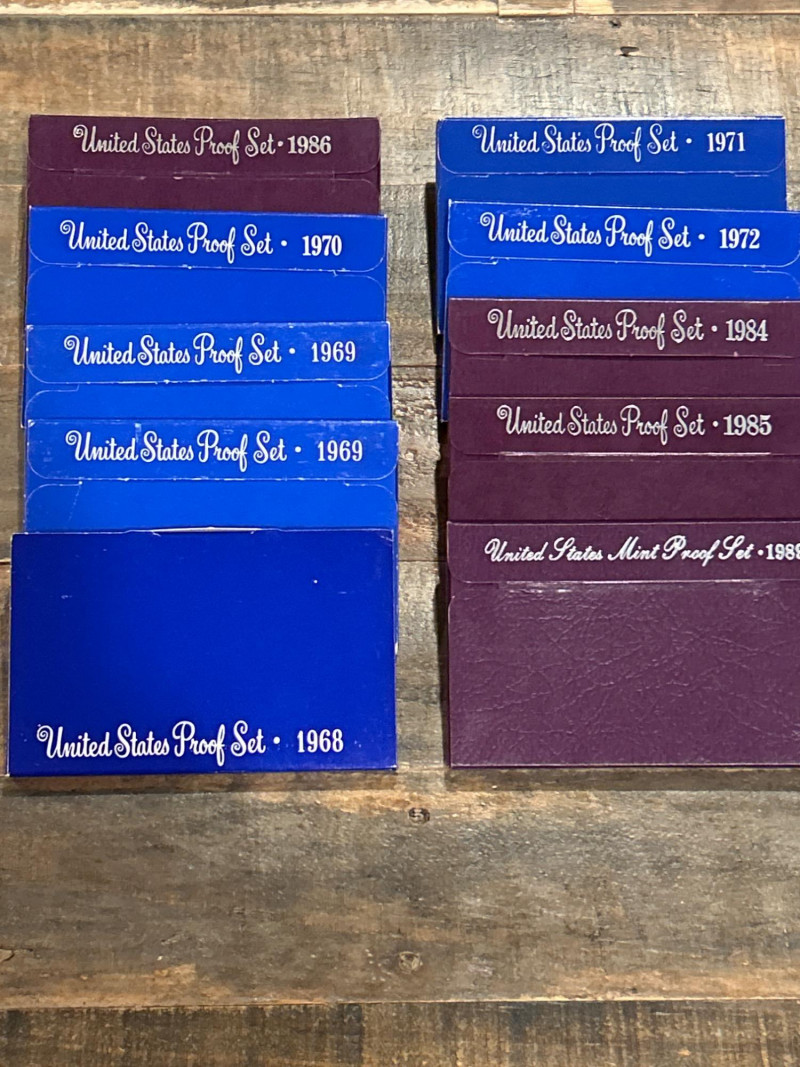 United States Proof Set • 1986
United States Proof Set • 1970
United States Proof Set • 1969
United States Proof Set • 1969
United States Proof Set • 1968
United States Proof Set • 1971
United States Proof Set • 1972
United States Proof Set • 1984
United States Proof Set • 1985
United States Mint Proof Set • 1989